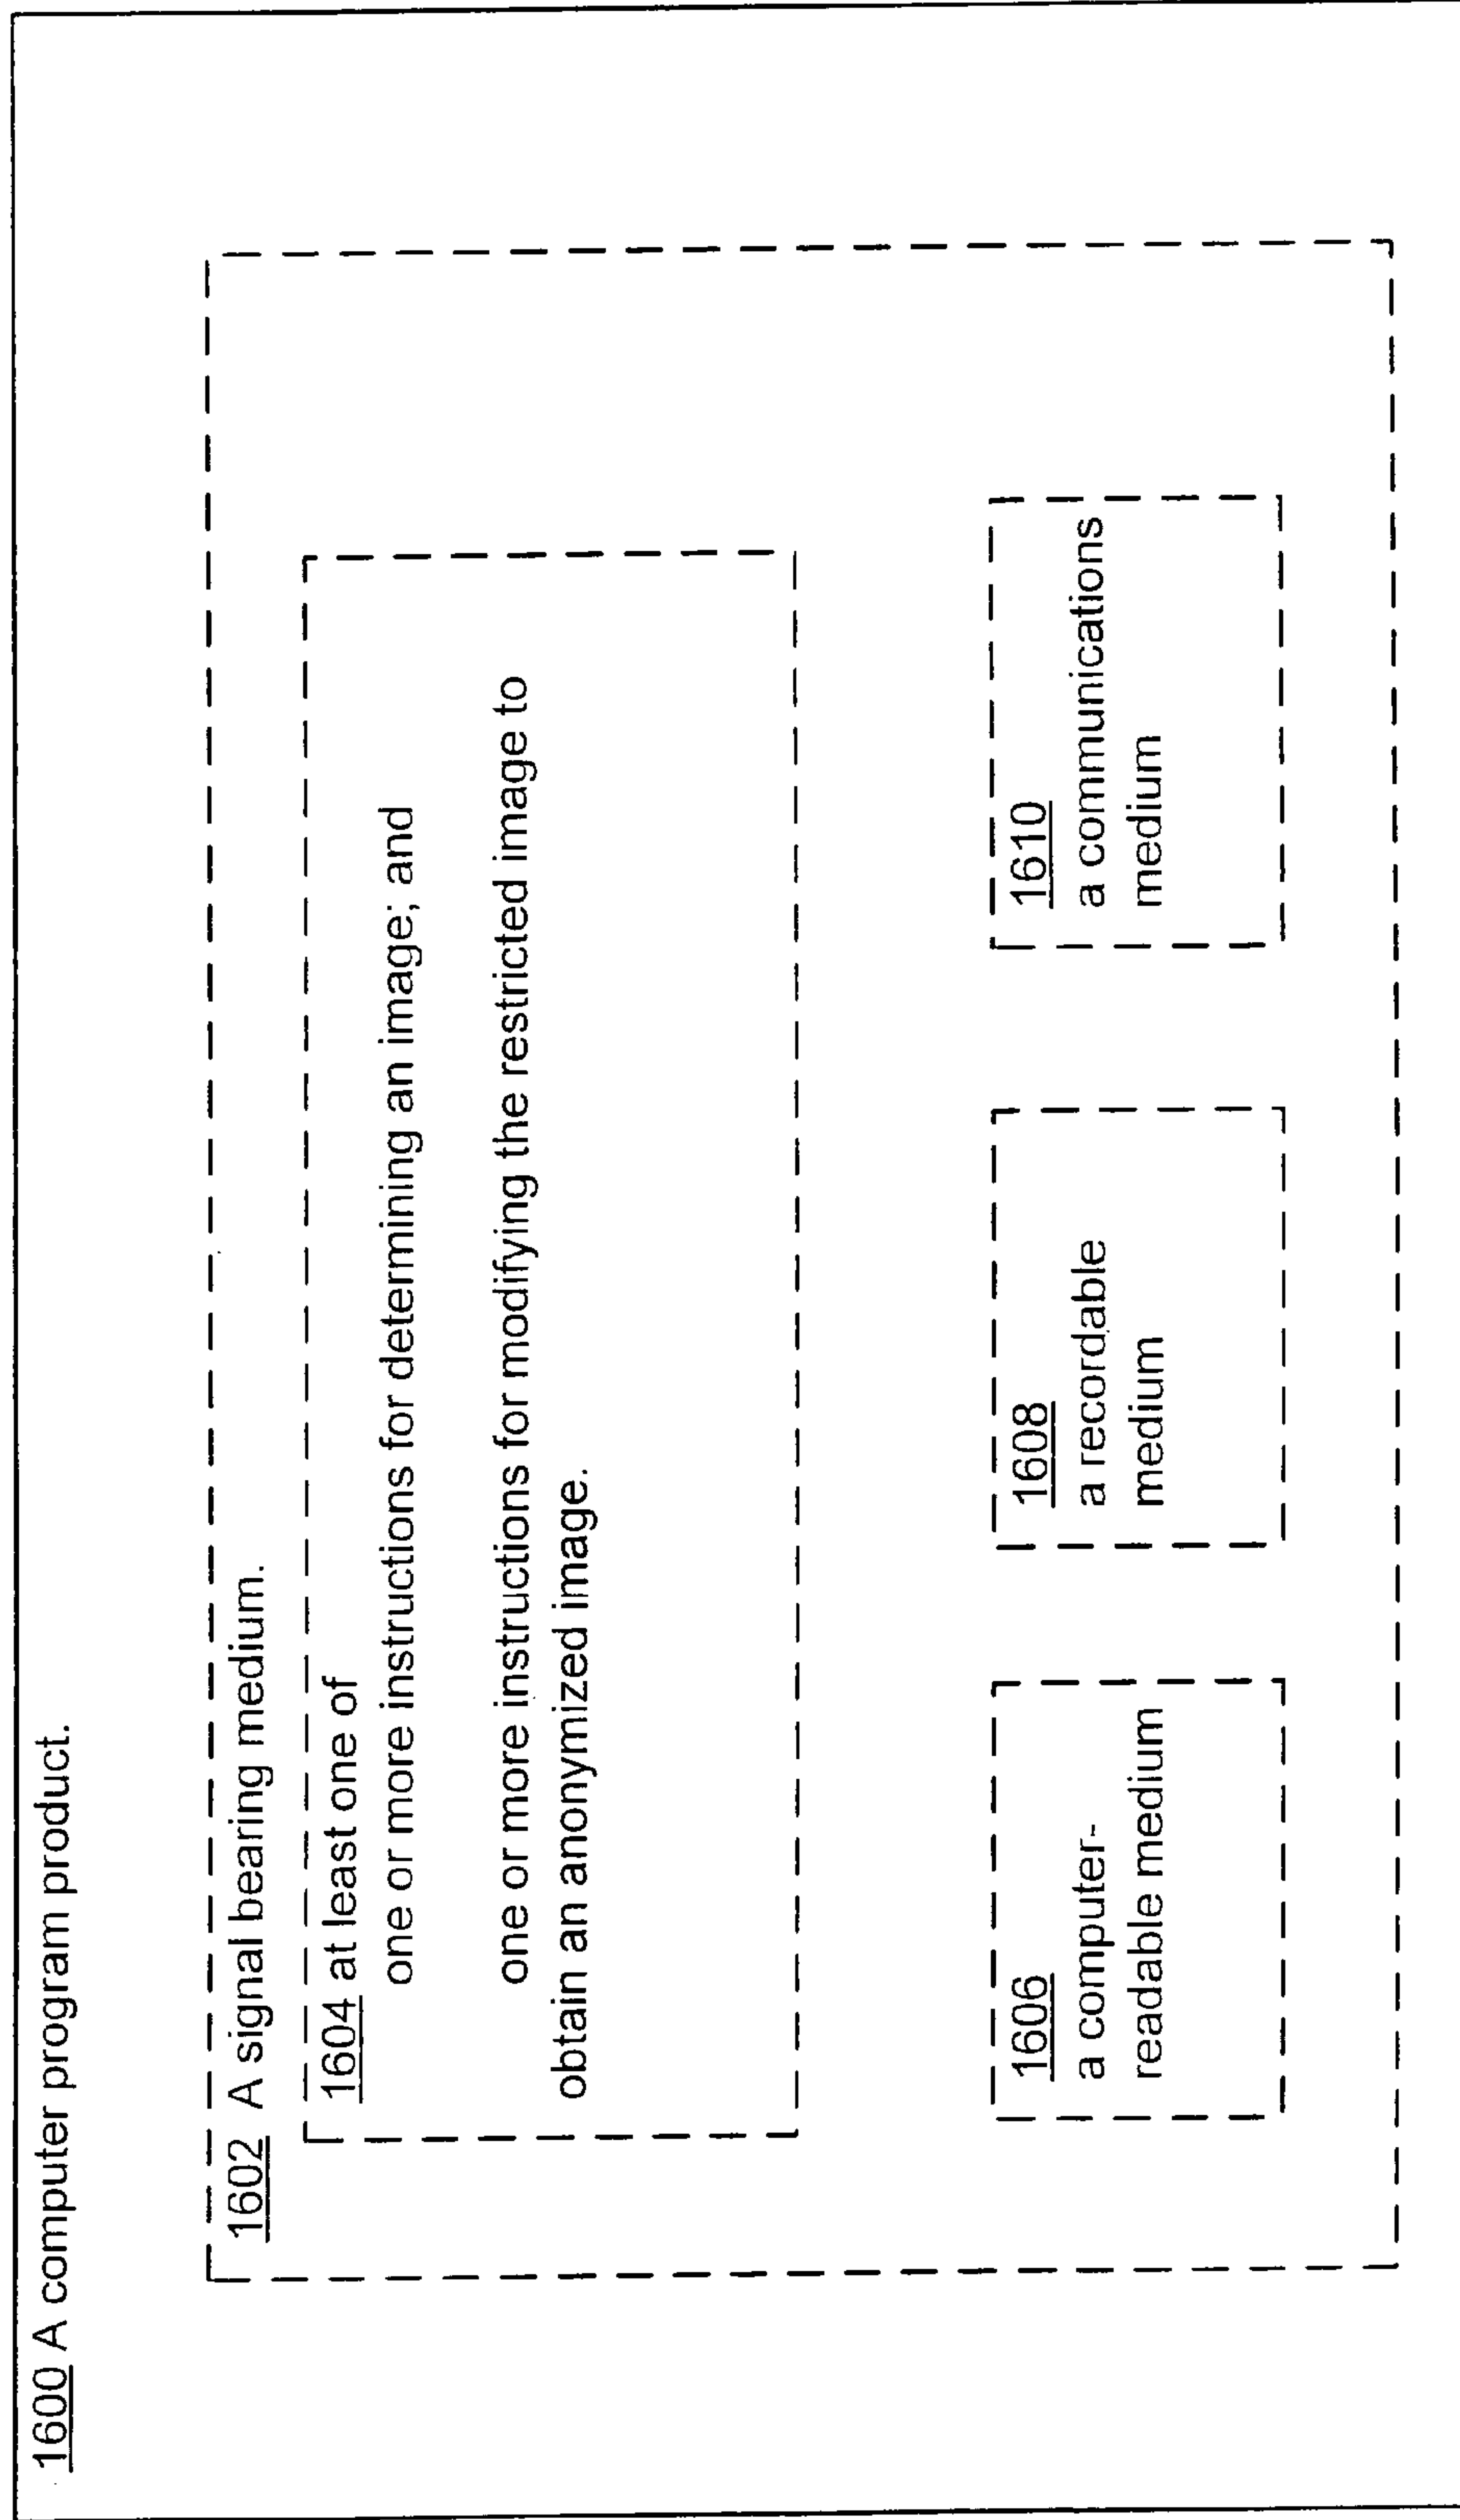 1600 A computer program product.
1602 A signal bearing medium.
1604 at least one of
one or more instructions for determining an image; and
one or more instructions for modifying the restricted image to
obtain an anonymized image.
1606
a computer-
readable medium
1608
a recordable
medium
1610
a communications
medium